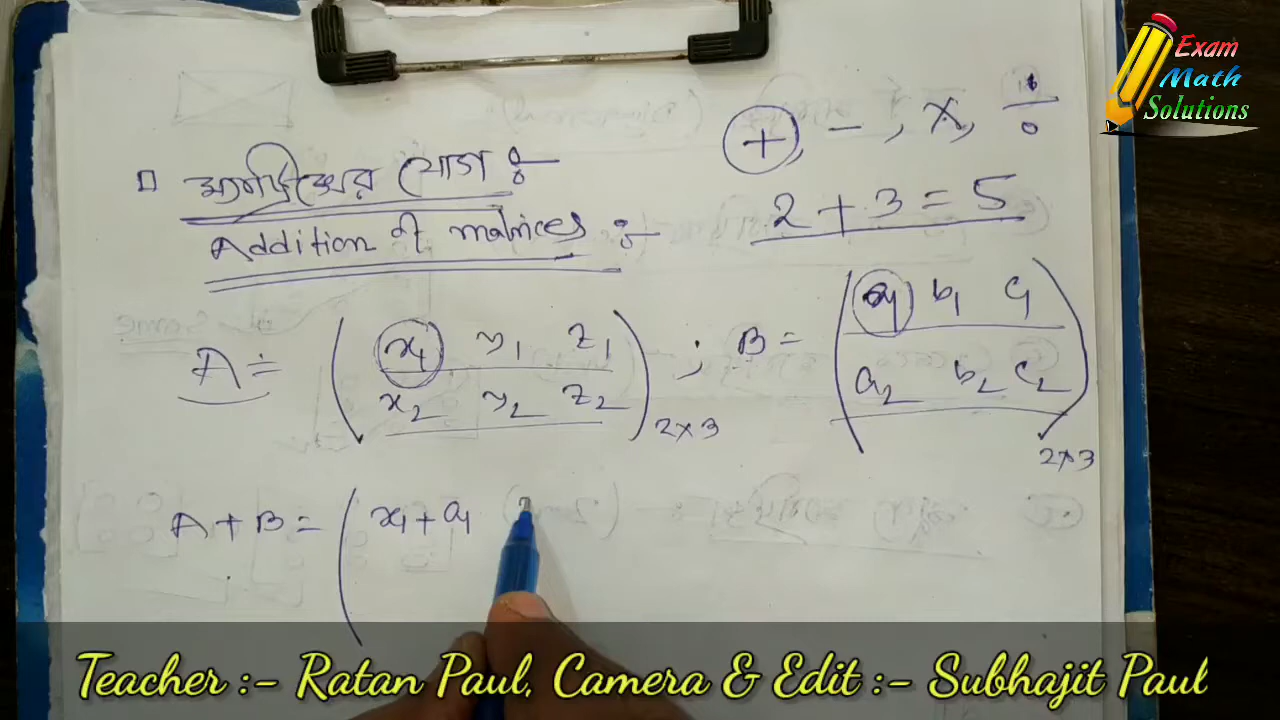 Exam
Math
Solutions
+, −, ×, ÷
□ ম্যাট্রিক্সের যোগ :-
2 + 3 = 5
Addition of matrices :-
A = ( x₁ y₁ z₁ ; B = ( a₁ b₁ c₁
x₂ y₂ z₂ )2×3 a₂ b₂ c₂ )2×3
A + B = ( x₁ + a₁
Teacher :- Ratan Paul, Camera & Edit :- Subhajit Paul